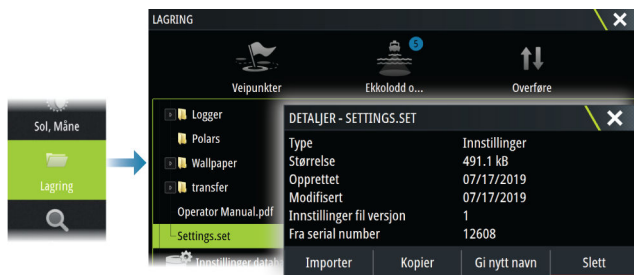 LAGRING
5
Veipunkter
Ekkolodd o...
Overføre
Sol, Måne
Lagring
Logger
Polars
Wallpaper
transfer
Operator Manual.pdf
Settings.set
Innstillinger datab
DETALJER - SETTINGS.SET
Type Innstillinger
Størrelse 491.1 kB
Opprettet 07/17/2019
Modifisert 07/17/2019
Innstillinger fil versjon 1
Fra serial number 12608
Importer Kopier Gi nytt navn Slett